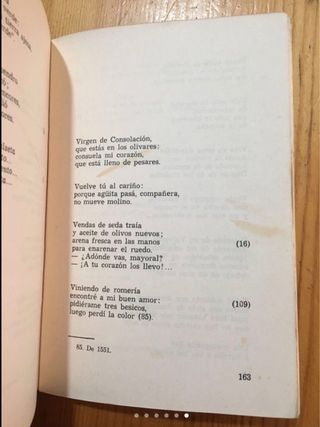 Virgen de Consolación,
que estás en los olivares:
consuela mi corazón,
que está lleno de pesares.
Vuelve tú al cariño:
porque agüita pasá, compañera,
no mueve molino.
Vendas de seda traía
y aceite de olivos nuevos;
arena fresca en las manos (16)
para enarenar el ruedo.
— ¿Adónde vas, mayoral?
— ¡A tu corazón los llevo!...
Viniendo de romería
encontré a mi buen amor: (109)
pidiérame tres besicos,
luego perdí la color (85).
85. De 1551.
163